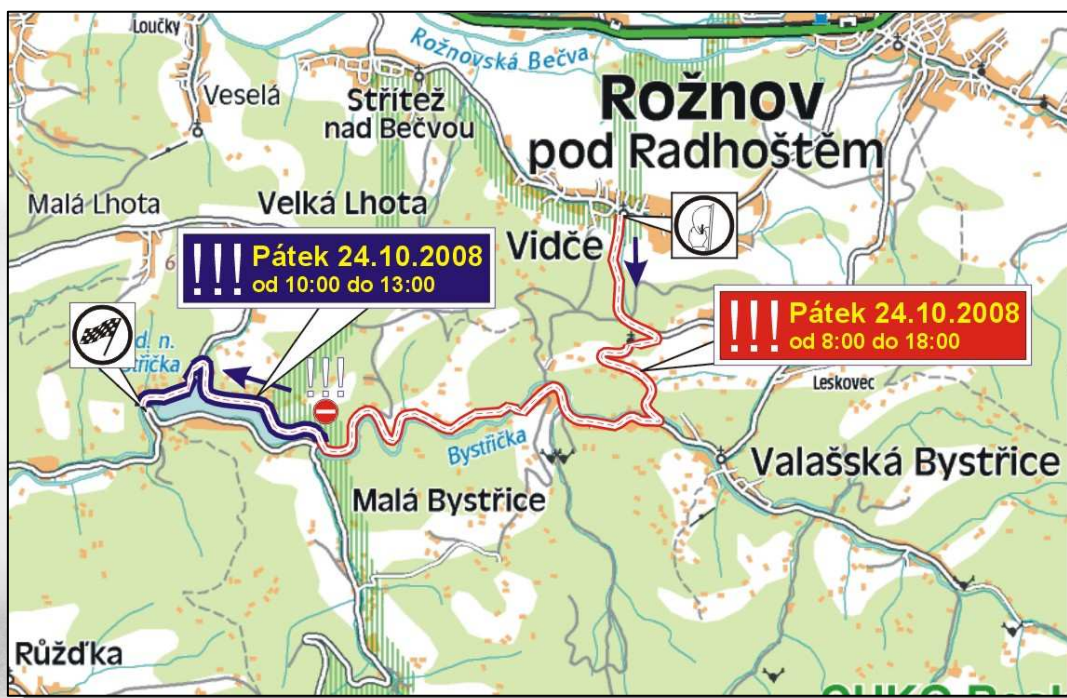 Loučky
Rožnovská Bečva
Veselá
Střítež
nad Bečvou
Rožnov
pod Radhoštěm
Malá Lhota
Velká Lhota
Vidče
6
!!! Pátek 24.10.2008
od 10:00 do 13:00
!!! Pátek 24.10.2008
od 8:00 do 18:00
d. n.
třička
!!!
Leskovec
Bystřička
Valašská Bystřice
Malá Bystřice
Růžďka